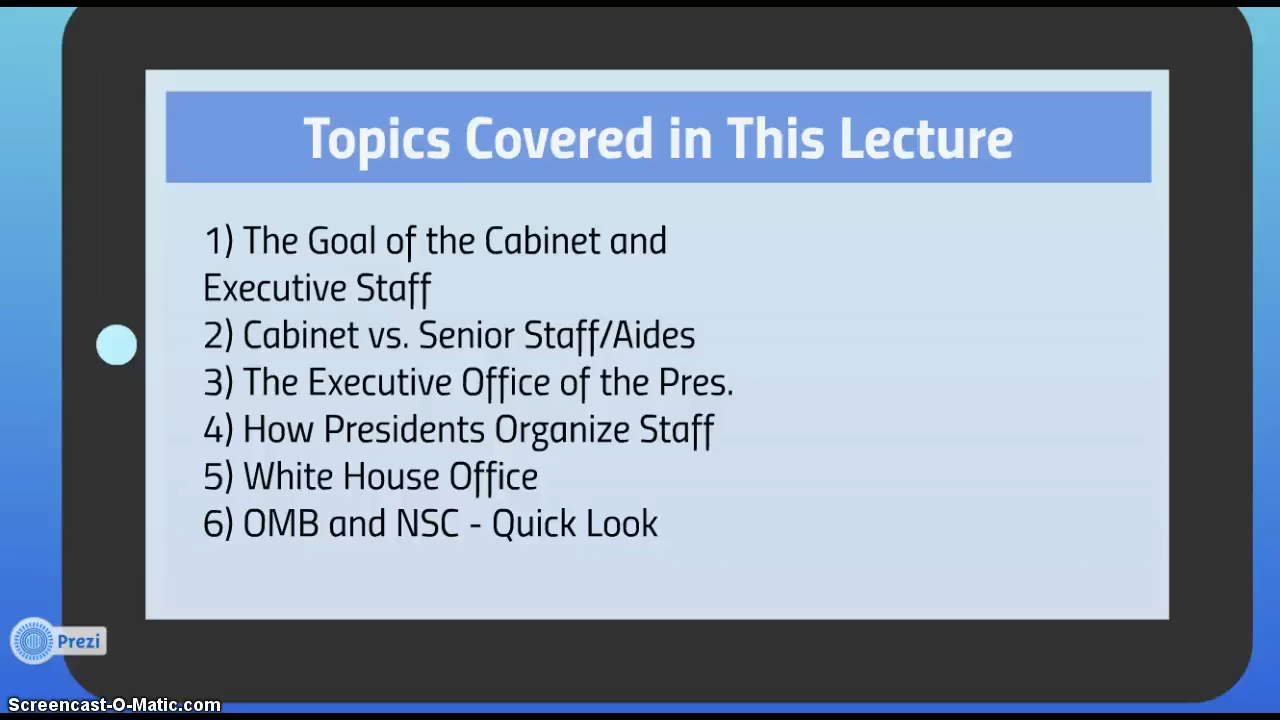 Topics Covered in This Lecture
1) The Goal of the Cabinet and
Executive Staff
2) Cabinet vs. Senior Staff/Aides
3) The Executive Office of the Pres.
4) How Presidents Organize Staff
5) White House Office
6) OMB and NSC - Quick Look
Prezi
Screencast-O-Matic.com